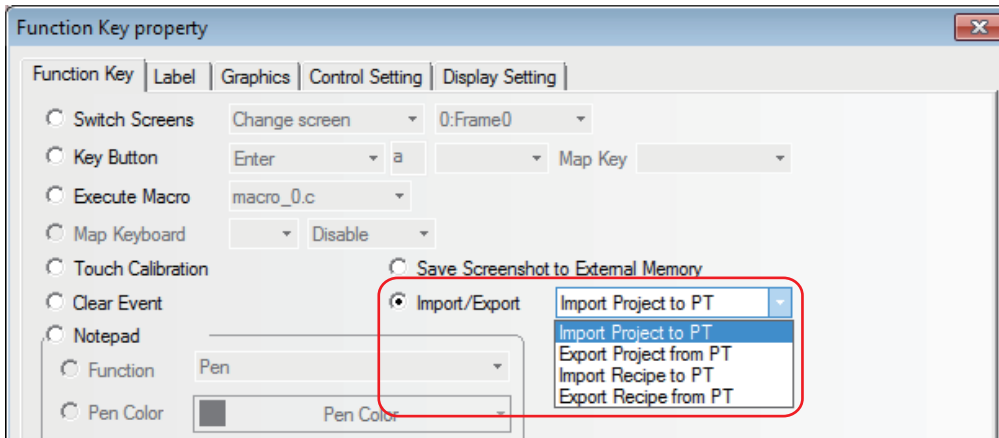 Function Key property
Function Key Label Graphics Control Setting Display Setting
Switch Screens Change screen 0:Frame0
Key Button Enter a Map Key
Execute Macro macro_0.c
Map Keyboard Disable
Touch Calibration Save Screenshot to External Memory
Clear Event Import/Export Import Project to PT
Import Project to PT
Notepad
Export Project from PT
Function Pen
Import Recipe to PT
Export Recipe from PT
Pen Color Pen Color